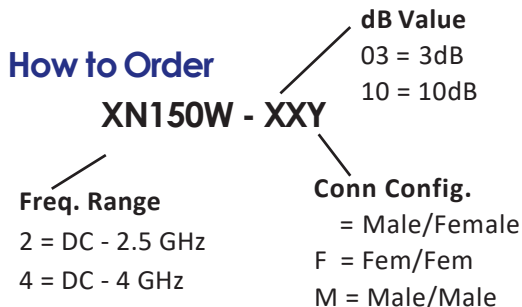 How to Order
XN150W - XXY
dB Value
03 = 3dB
10 = 10dB
Freq. Range
2 = DC - 2.5 GHz
4 = DC - 4 GHz
Conn Config.
= Male/Female
F = Fem/Fem
M = Male/Male